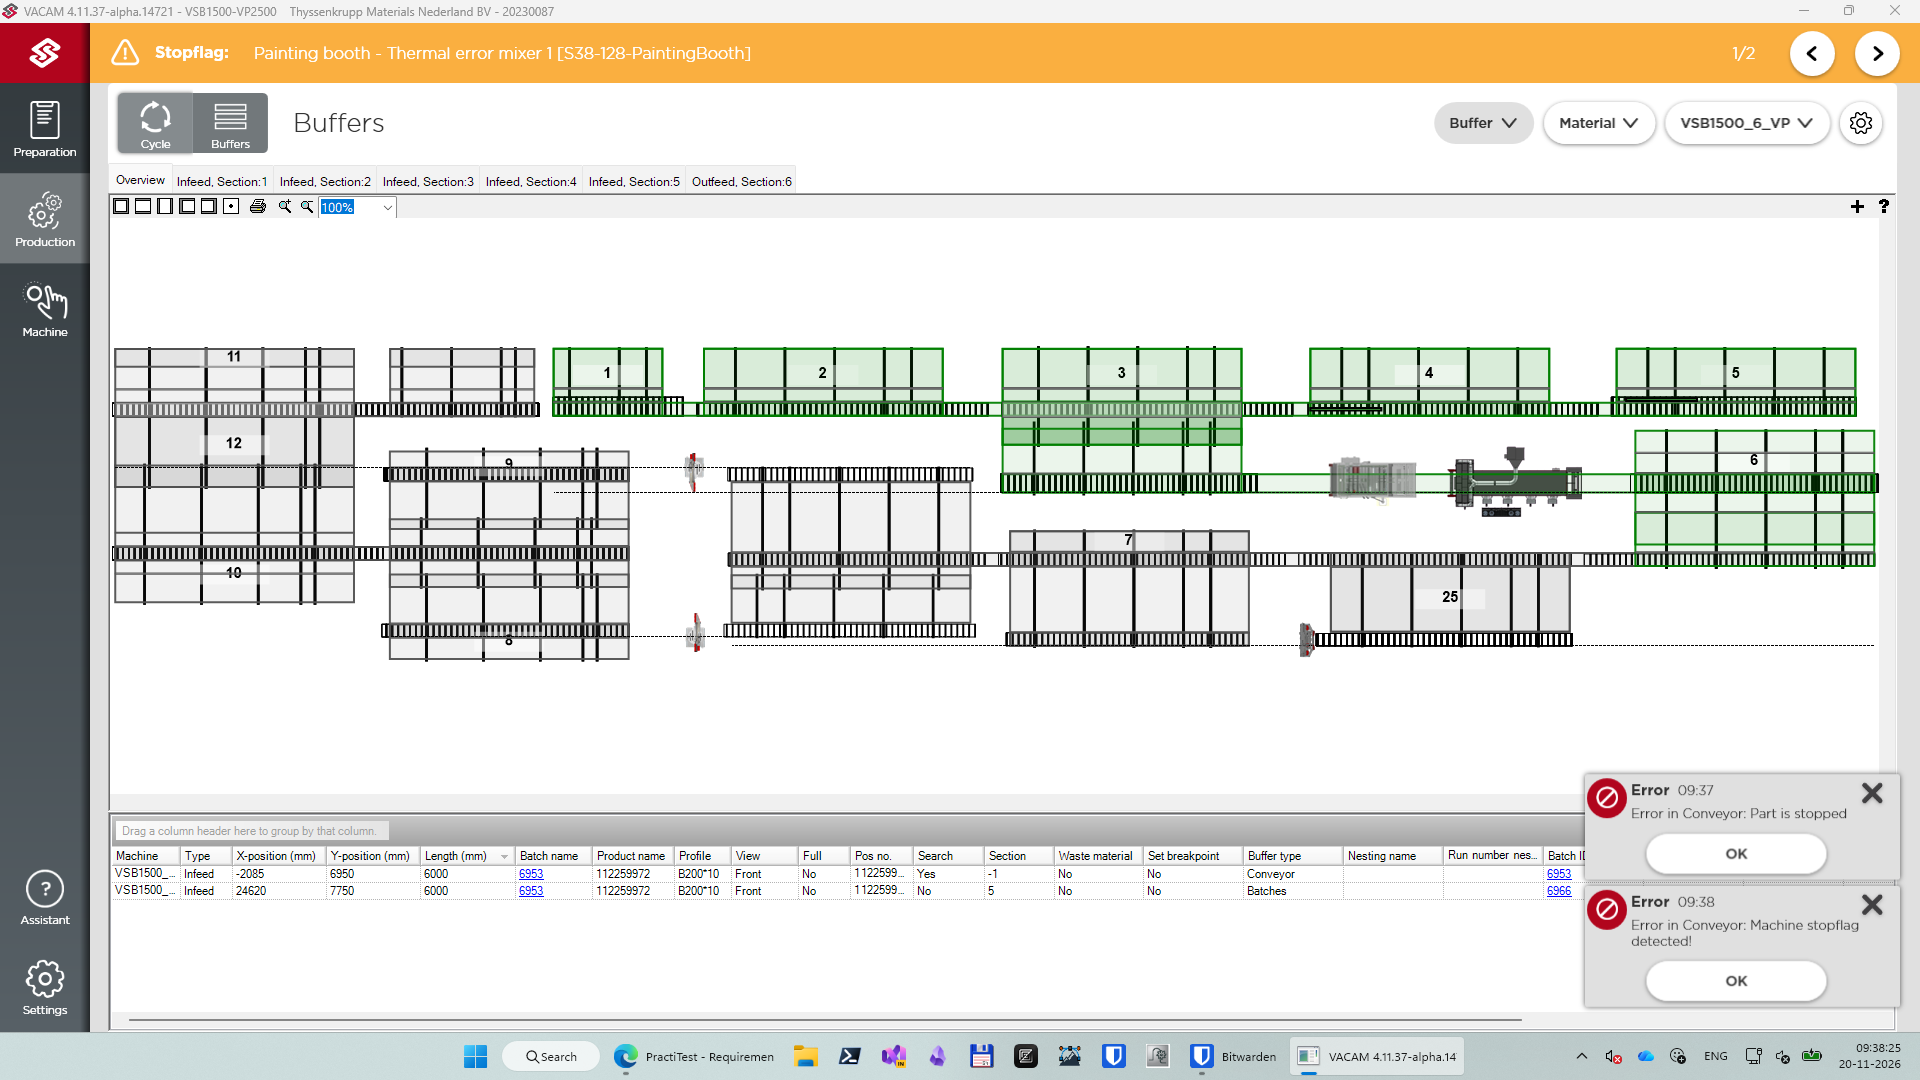 VACAM 4.11.37-alpha.14721 - VSB1500-VP2500    Thyssenkrupp Materials Nederland BV - 20230087
Stopflag: Painting booth - Thermal error mixer 1 [S38-128-PaintingBooth]
1/2
Preparation
Production
Machine
Assistant
Settings
Cycle
Buffers
Buffers
Buffer
Material
VSB1500_6_VP
Overview
Infeed, Section:1
Infeed, Section:2
Infeed, Section:3
Infeed, Section:4
Infeed, Section:5
Outfeed, Section:6
100%
+ ?
11
1
2
3
4
5
12
9
6
10
7
8
25
Drag a column header here to group by that column.
Machine Type X-position (mm) Y-position (mm) Length (mm) Batch name Product name Profile View Full Pos no. Search Section Waste material Set breakpoint Buffer type Nesting name Run number nes... Batch ID
VSB1500_... Infeed -2085 6950 6000 6953 112259972 B200*10 Front No 1122599... Yes -1 No No Conveyor 6953
VSB1500_... Infeed 24620 7750 6000 6953 112259972 B200*10 Front No 1122599... No 5 No No Batches 6966
Error 09:37
Error in Conveyor: Part is stopped
OK
Error 09:38
Error in Conveyor: Machine stopflag
detected!
OK
Search
PractiTest - Requiremen
Bitwarden
VACAM 4.11.37-alpha.14
ENG
09:38:25
20-11-2026